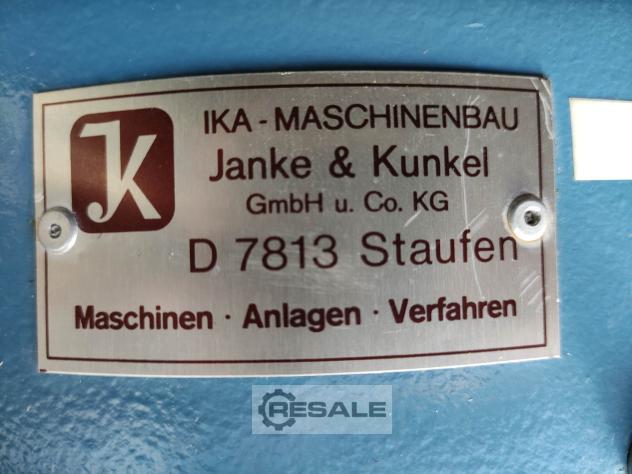 JK
IKA - MASCHINENBAU
Janke & Kunkel
GmbH u. Co. KG
D 7813 Staufen
Maschinen · Anlagen · Verfahren
RESALE